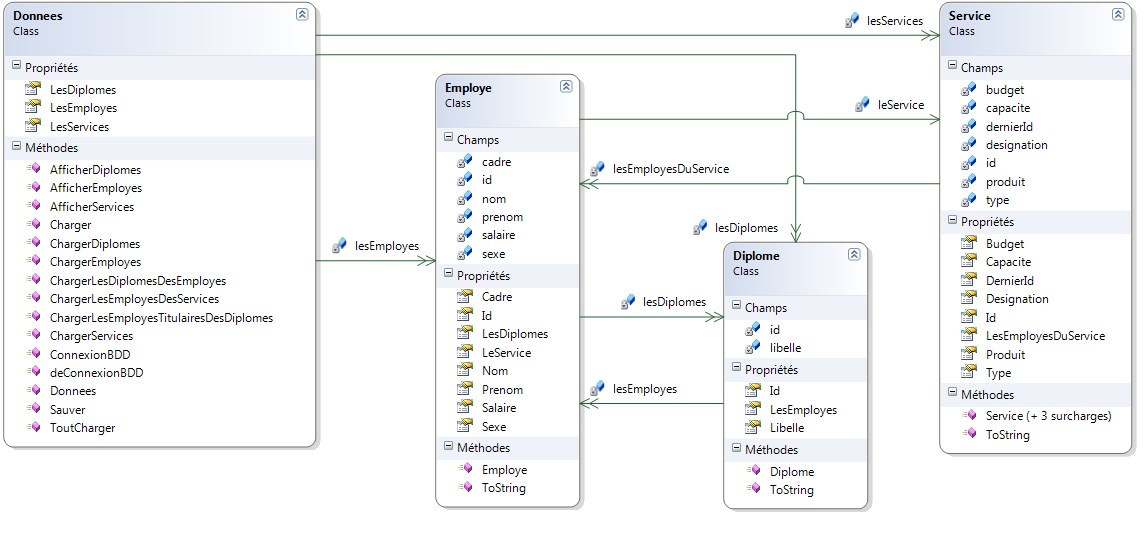 Donnees
Class
Propriétés
LesDiplomes
LesEmployes
LesServices
Méthodes
AfficherDiplomes
AfficherEmployes
AfficherServices
Charger
ChargerDiplomes
ChargerEmployes
ChargerLesDiplomesDesEmployes
ChargerLesEmployesDesServices
ChargerLesEmployesTitulairesDesDiplomes
ChargerServices
ConnexionBDD
deConnexionBDD
Donnees
Sauver
ToutCharger
lesEmployes
Employe
Class
Champs
cadre
id
nom
prenom
salaire
sexe
Propriétés
Cadre
Id
LesDiplomes
LeService
Nom
Prenom
Salaire
Sexe
Méthodes
Employe
ToString
lesServices
leService
lesEmployesDuService
lesDiplomes
lesDiplomes
lesEmployes
Diplome
Class
Champs
id
libelle
Propriétés
Id
LesEmployes
Libelle
Méthodes
Diplome
ToString
Service
Class
Champs
budget
capacite
dernierId
designation
id
produit
type
Propriétés
Budget
Capacite
DernierId
Designation
Id
LesEmployesDuService
Produit
Type
Méthodes
Service (+ 3 surcharges)
ToString